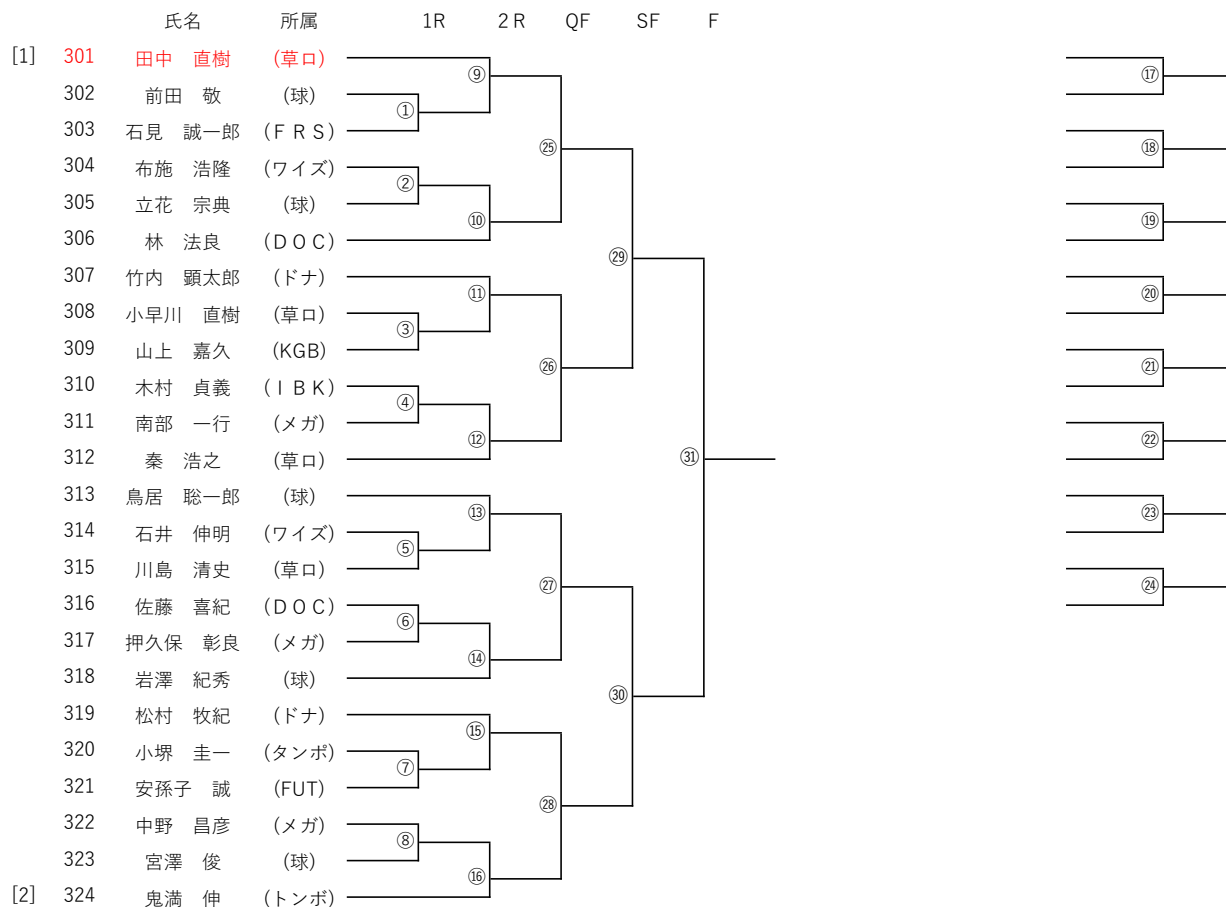 氏名 所属 1R 2R QF SF F
[1] 301 田中 直樹 (草ロ) ⑨ ⑰
302 前田 敬 (球) ①
303 石見 誠一郎 (FRS) ⑱ ㉕
304 布施 浩隆 (ワイズ) ②
305 立花 宗典 (球) ⑩ ⑲
306 林 法良 (DOC) ㉙
307 竹内 顕太郎 (ドナ) ⑪ ⑳
308 小早川 直樹 (草ロ) ③
309 山上 嘉久 (KGB) ㉖ ㉑
310 木村 貞義 (IBK) ④
311 南部 一行 (メガ) ⑫ ㉒
312 秦 浩之 (草ロ) ㉛
313 鳥居 聡一郎 (球) ⑬ ㉓
314 石井 伸明 (ワイズ) ⑤
315 川島 清史 (草ロ) ㉗ ㉔
316 佐藤 喜紀 (DOC) ⑥
317 押久保 彰良 (メガ) ⑭
318 岩澤 紀秀 (球) ㉚
319 松村 牧紀 (ドナ) ⑮
320 小堺 圭一 (タンポ) ⑦
321 安孫子 誠 (FUT) ㉘
322 中野 昌彦 (メガ) ⑧
323 宮澤 俊 (球) ⑯
[2] 324 鬼満 伸 (トンボ)